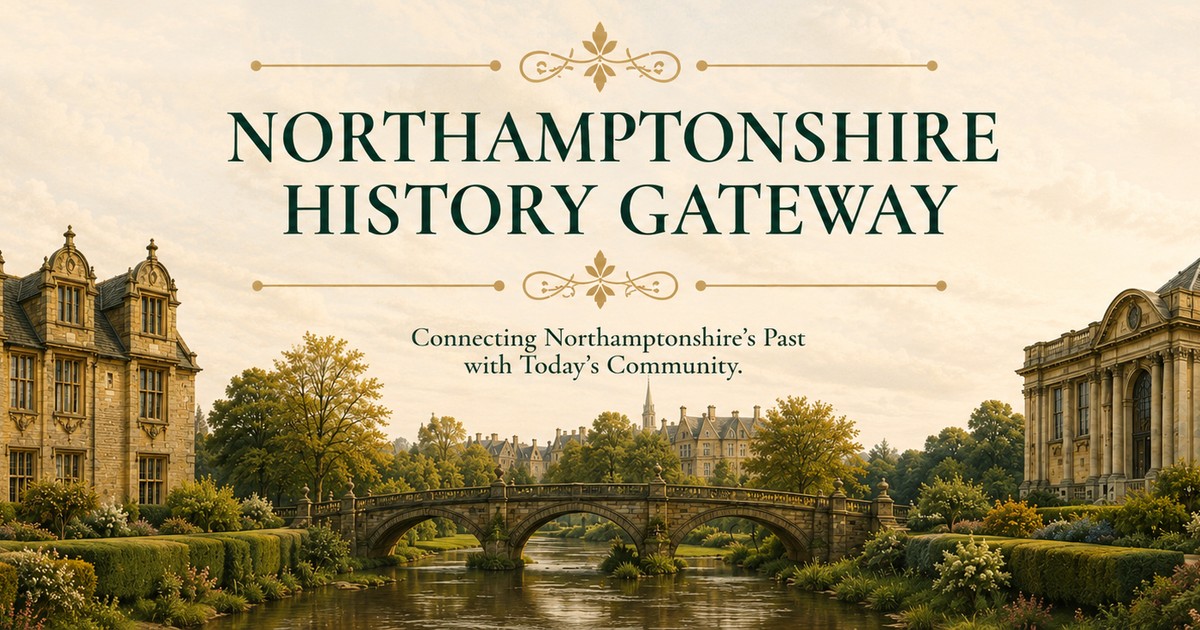 NORTHAMPTONSHIRE
HISTORY GATEWAY
Connecting Northamptonshire’s Past
with Today’s Community.